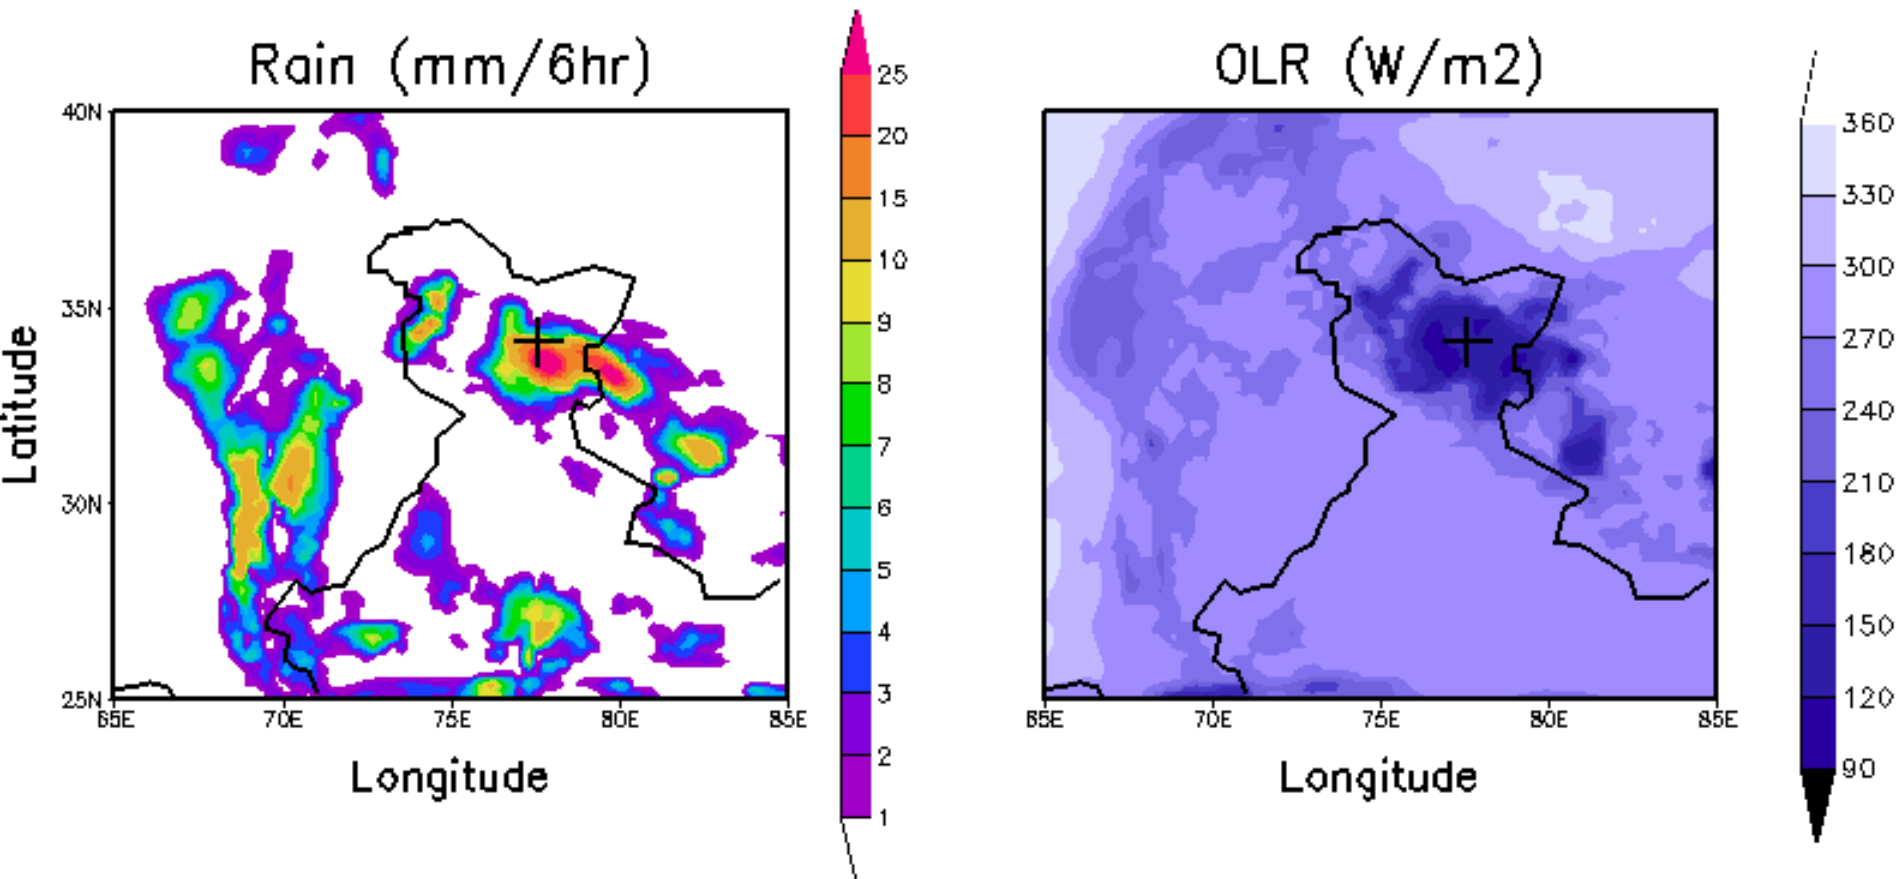 Rain (mm/6hr)
40N
35N
30N
25N
Latitude
65E
70E
75E
80E
85E
Longitude
25
20
15
10
9
8
7
6
5
4
3
2
1
OLR (W/m2)
65E
70E
75E
80E
85E
Longitude
360
330
300
270
240
210
180
150
120
90